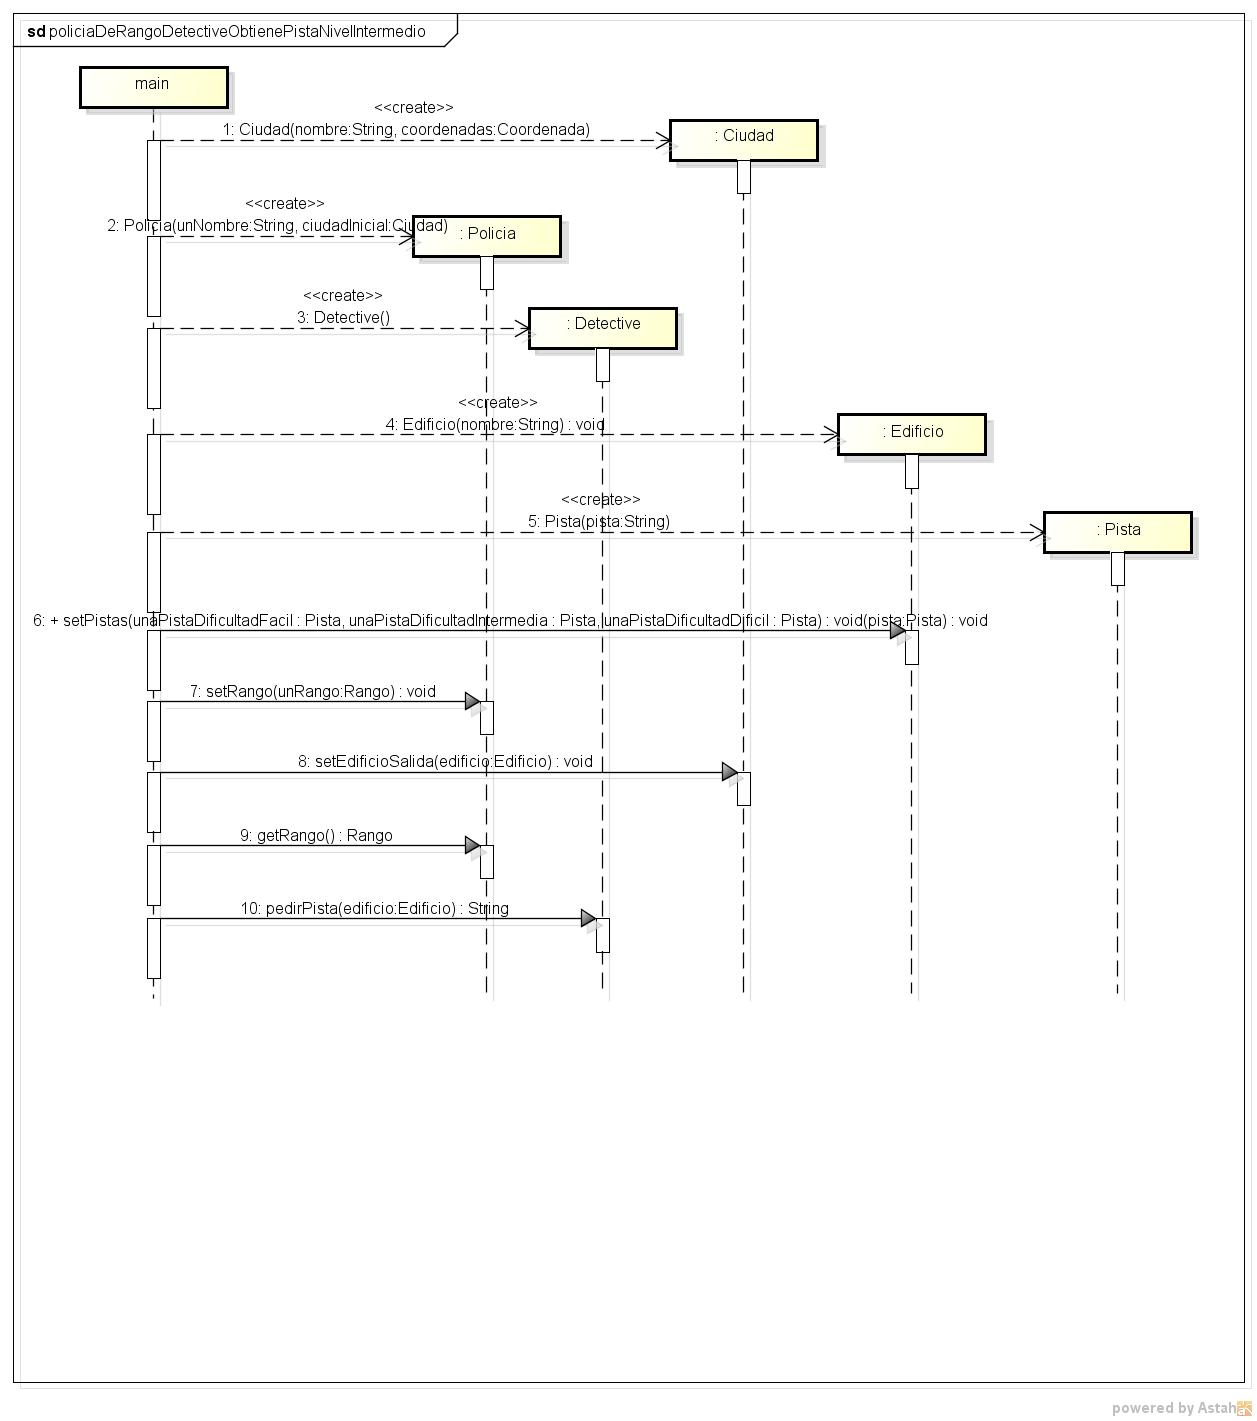 sd policiaDeRangoDetectiveObtienePistaNivelIntermedio
main
<<create>>
1: Ciudad(nombre:String, coordenadas:Coordenada)
: Ciudad
<<create>>
2: Policia(unNombre:String, ciudadInicial:Ciudad)
: Policia
<<create>>
3: Detective()
: Detective
<<create>>
4: Edificio(nombre:String) : void
: Edificio
<<create>>
5: Pista(pista:String)
: Pista
6: + setPistas(unaPistaDificultadFacil : Pista, unaPistaDificultadIntermedia : Pista, unaPistaDificultadDificil : Pista) : void(pista:Pista) : void
7: setRango(unRango:Rango) : void
8: setEdificioSalida(edificio:Edificio) : void
9: getRango() : Rango
10: pedirPista(edificio:Edificio) : String
powered by Astah